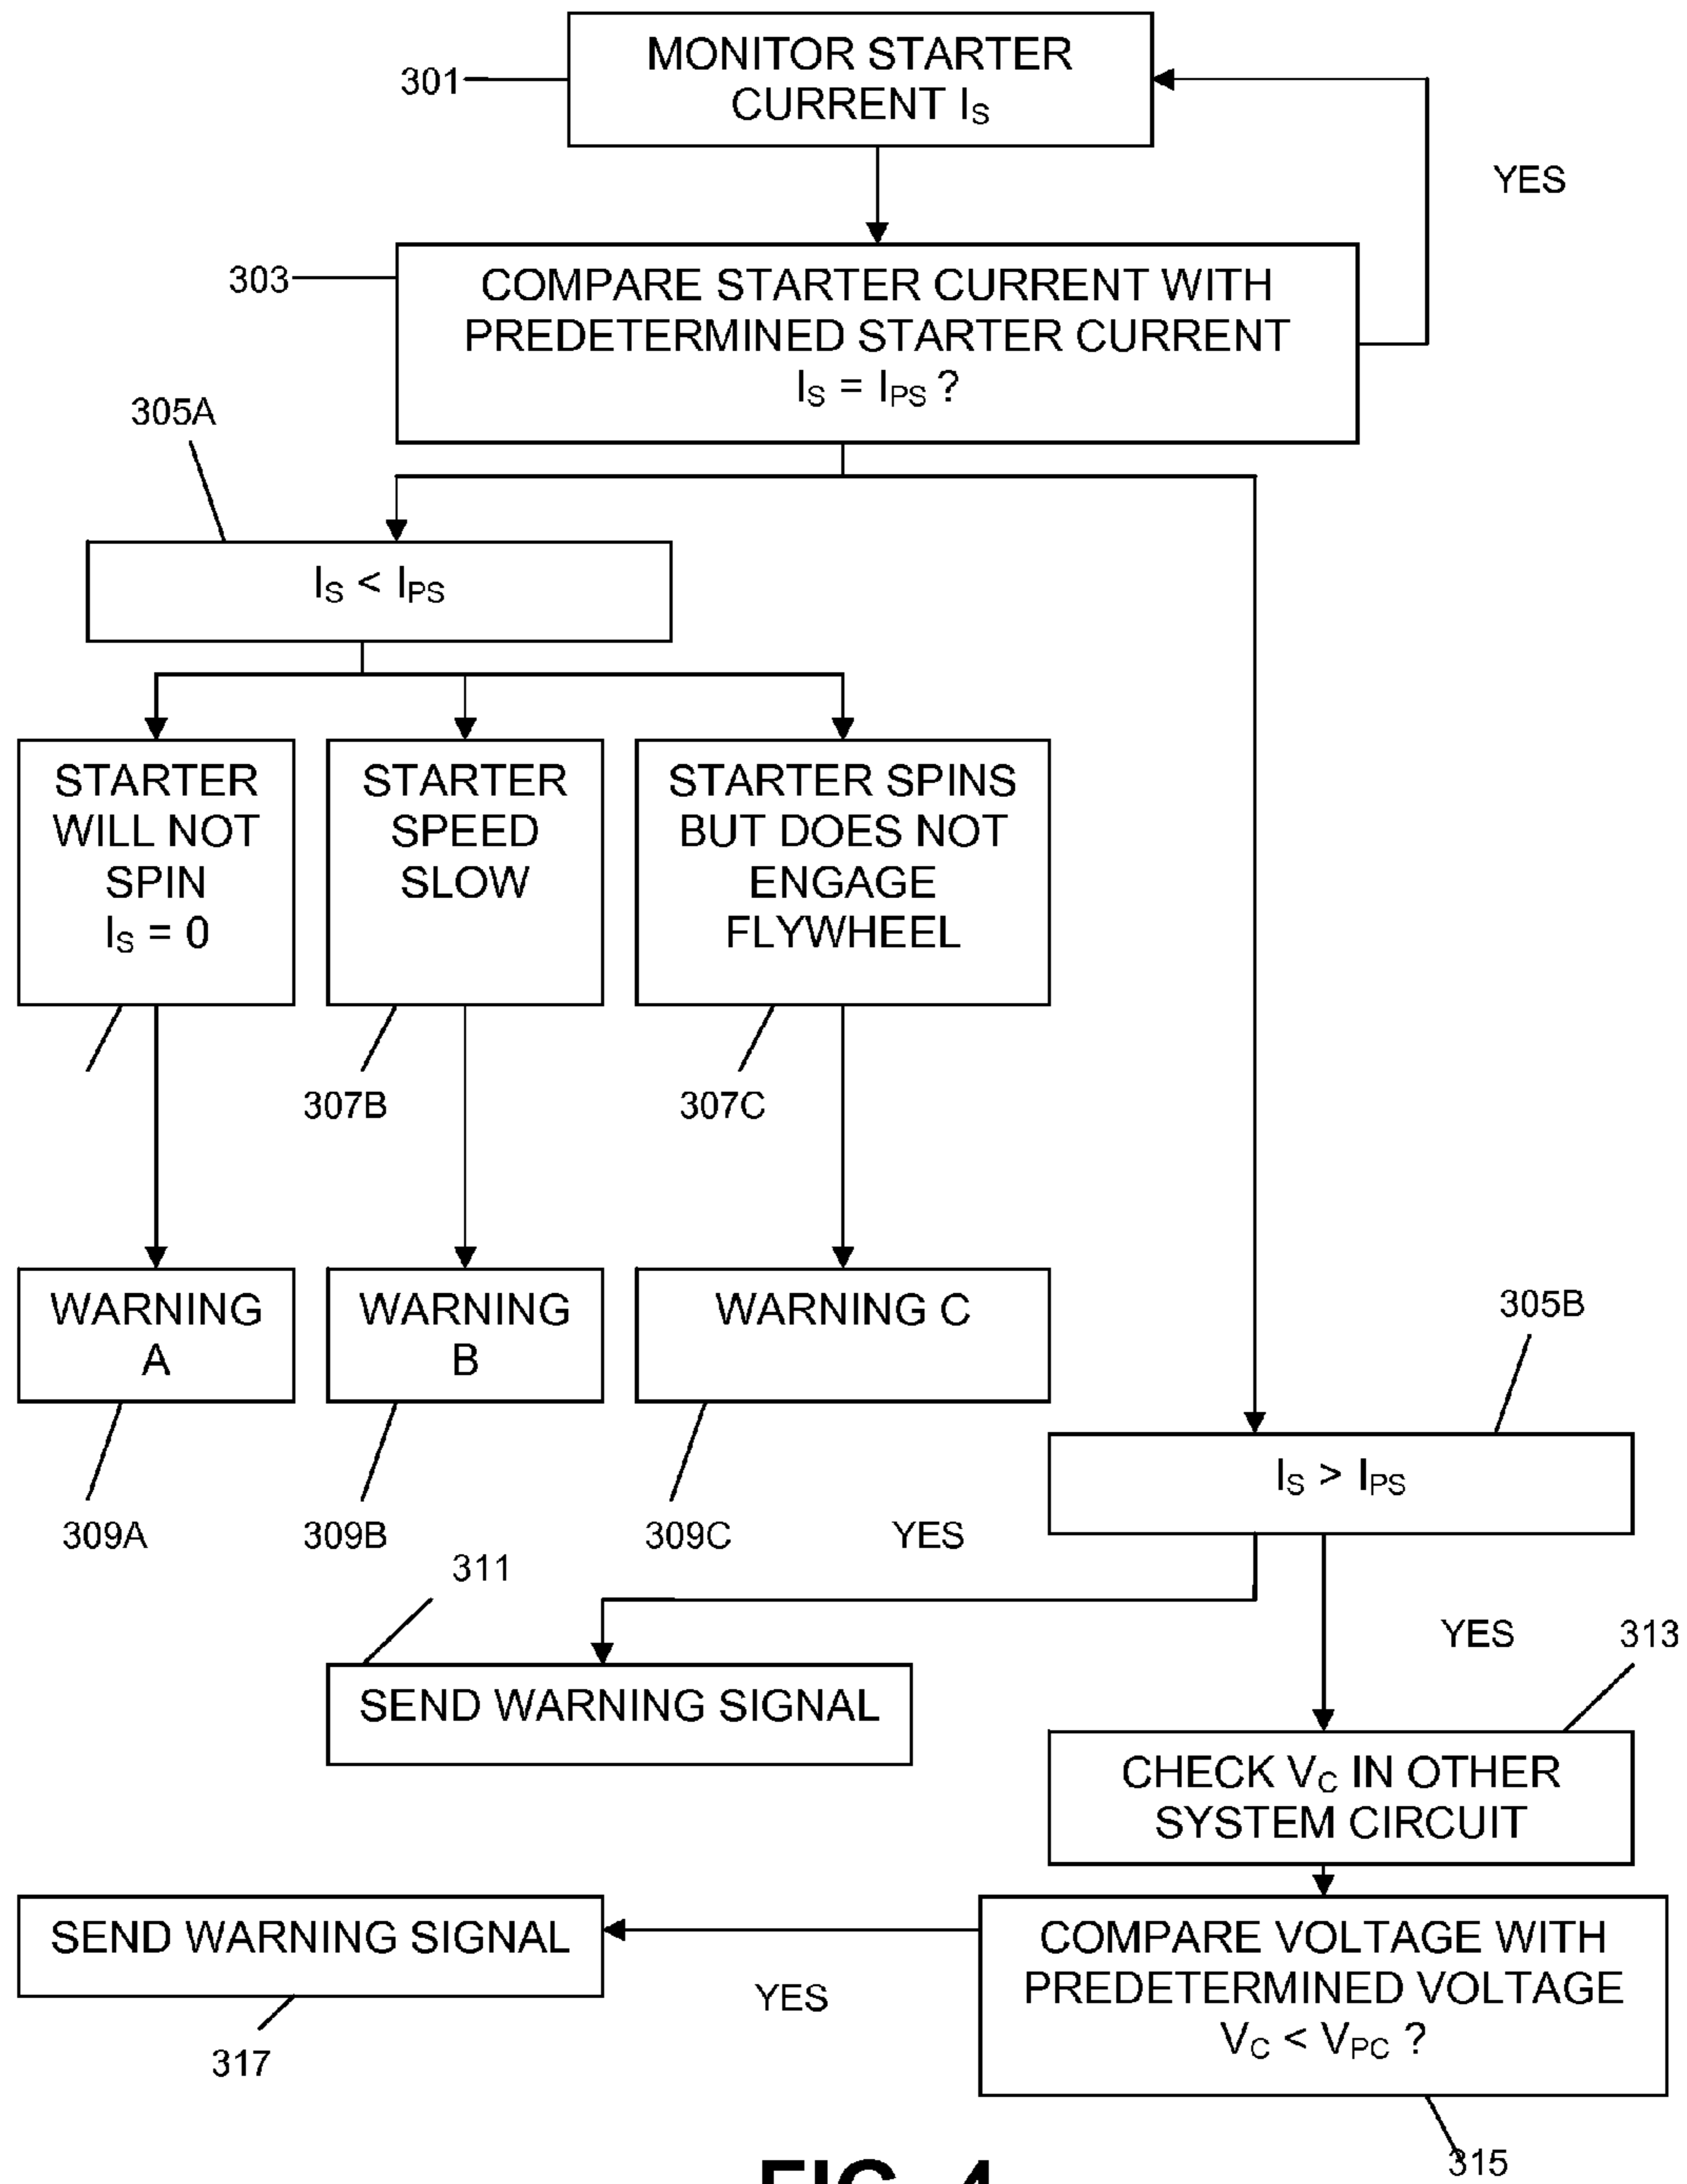 MONITOR STARTER
CURRENT IS
301
YES
303
COMPARE STARTER CURRENT WITH
PREDETERMINED STARTER CURRENT
IS = IPS ?
305A
IS < IPS
STARTER
WILL NOT
SPIN
IS = 0
STARTER
SPEED
SLOW
STARTER SPINS
BUT DOES NOT
ENGAGE
FLYWHEEL
307B
307C
WARNING
A
WARNING
B
WARNING C
305B
IS > IPS
309A
309B
309C
YES
311
YES
313
SEND WARNING SIGNAL
CHECK VC IN OTHER
SYSTEM CIRCUIT
SEND WARNING SIGNAL
YES
COMPARE VOLTAGE WITH
PREDETERMINED VOLTAGE
VC < VPC ?
317
315
FIG. 4